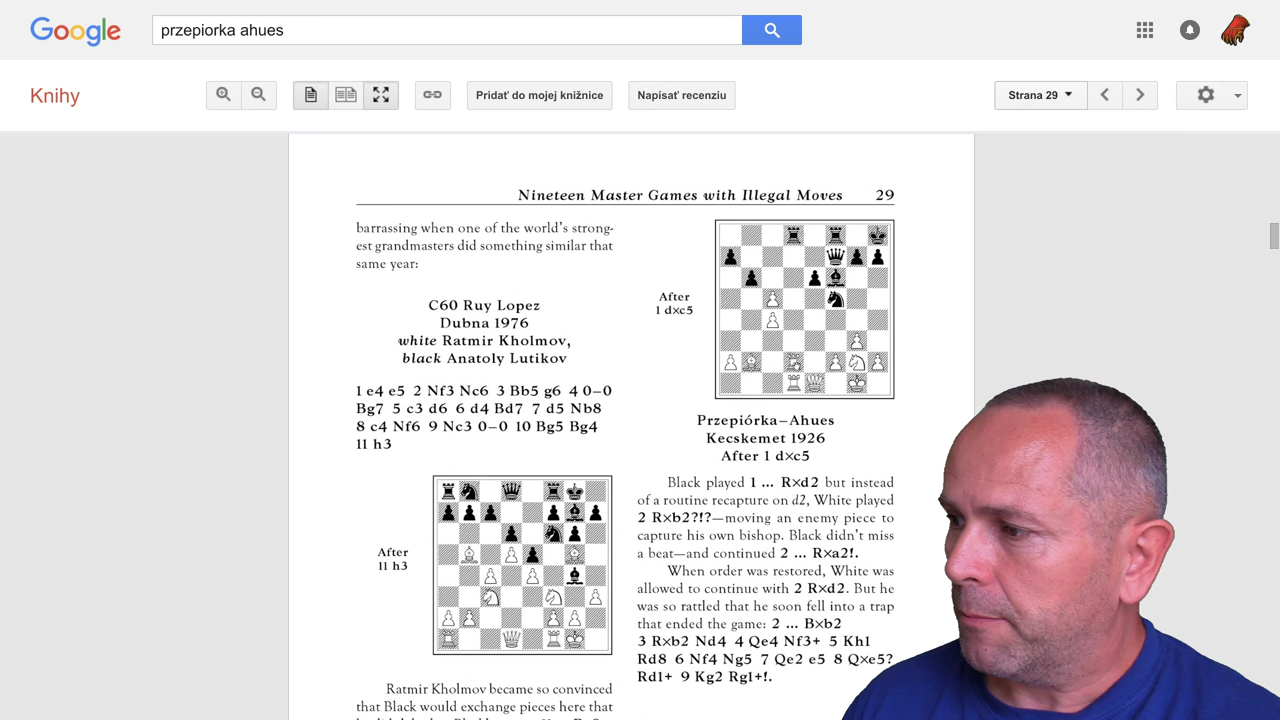 Google
przepiorka ahues
Knihy
Pridať do mojej knižnice
Napísať recenziu
Strana 29
Nineteen Master Games with Illegal Moves 29
barrassing when one of the world's strong-
est grandmasters did something similar that
same year:
C60 Ruy Lopez
Dubna 1976
white Ratmir Kholmov,
black Anatoly Lutikov
1 e4 e5 2 Nf3 Nc6 3 Bb5 g6 4 0–0
Bg7 5 c3 d6 6 d4 Bd7 7 d5 Nb8
8 c4 Nf6 9 Nc3 0–0 10 Bg5 Bg4
11 h3
After
11 h3
Ratmir Kholmov became so convinced
that Black would exchange pieces here that
After
1 d×c5
Przepiórka–Ahues
Kecskemet 1926
After 1 d×c5
Black played 1 ... R×d2 but instead
of a routine recapture on d2, White played
2 R×b2?!?—moving an enemy piece to
capture his own bishop. Black didn't miss
a beat—and continued 2 ... R×a2!.
When order was restored, White was
allowed to continue with 2 R×d2. But he
was so rattled that he soon fell into a trap
that ended the game: 2 ... B×b2
3 R×b2 Nd4 4 Qe4 Nf3+ 5 Kh1
Rd8 6 Nf4 Ng5 7 Qe2 e5 8 Q×e5?
Rd1+ 9 Kg2 Rg1+!.